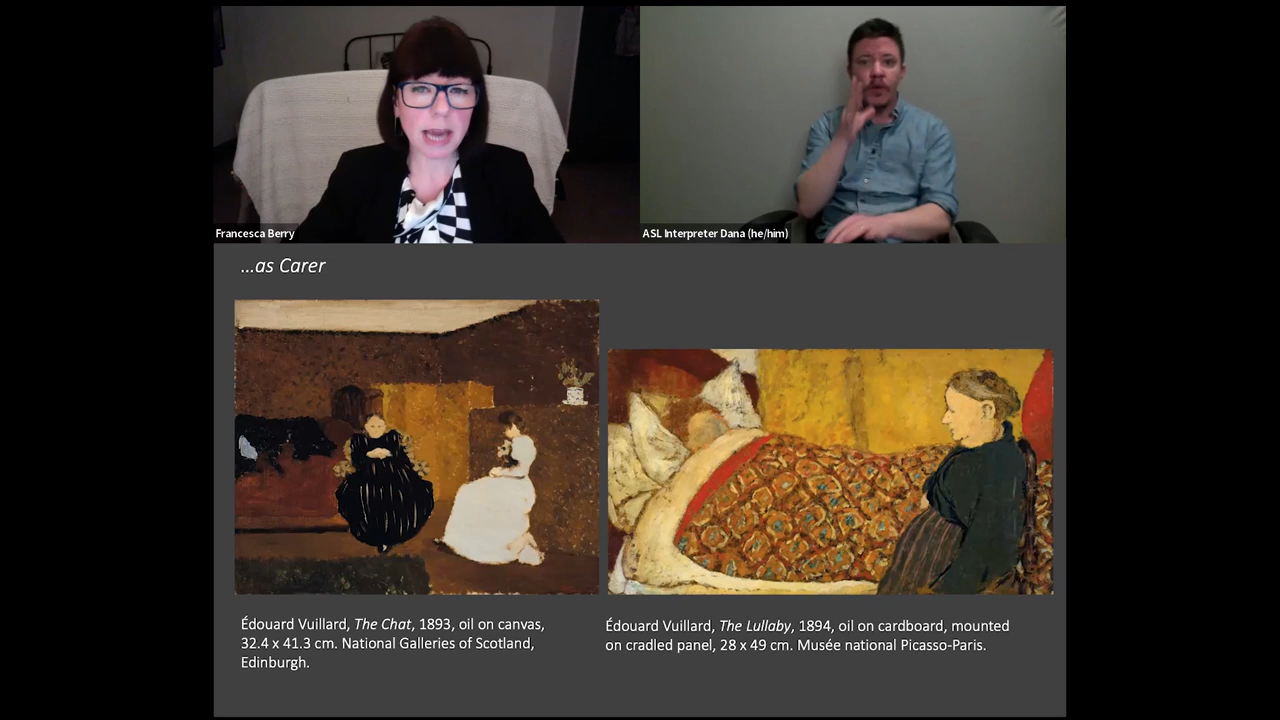 Francesca Berry
ASL Interpreter Dana (he/him)
...as Carer
Édouard Vuillard, The Chat, 1893, oil on canvas,
32.4 x 41.3 cm. National Galleries of Scotland,
Edinburgh.
Édouard Vuillard, The Lullaby, 1894, oil on cardboard, mounted
on cradled panel, 28 x 49 cm. Musée national Picasso-Paris.